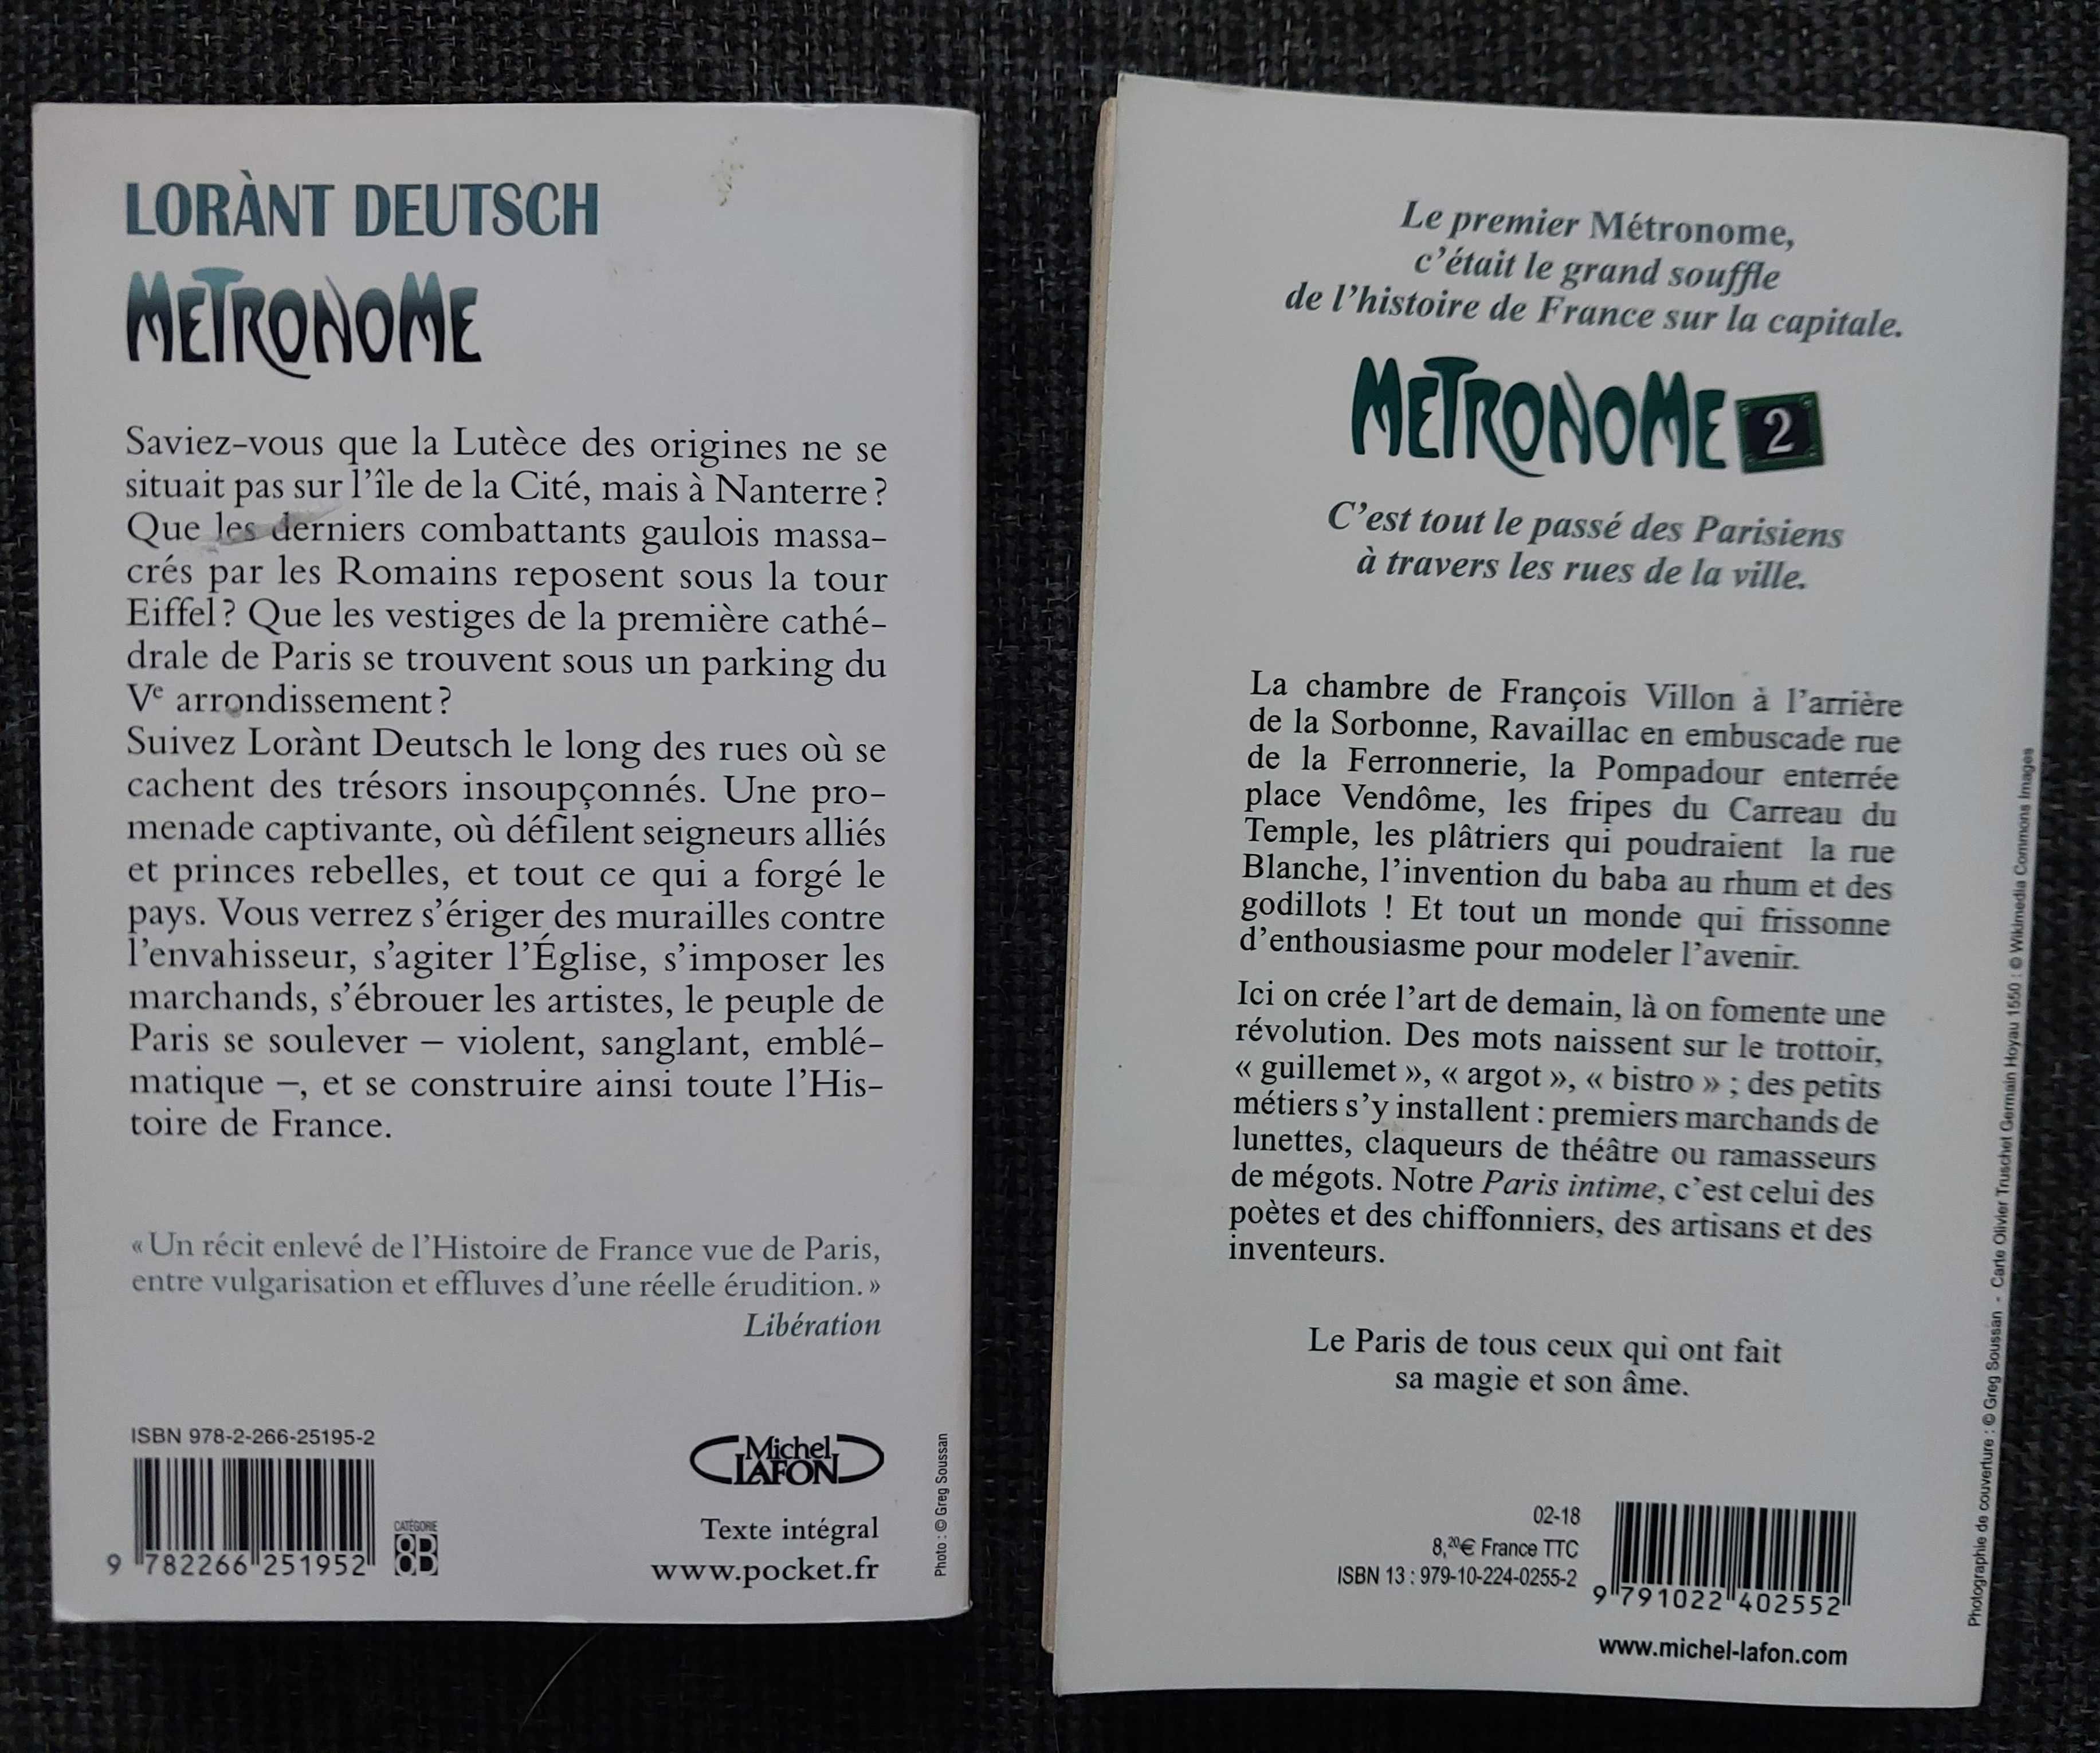 LORÀNT DEUTSCH
METRONOME
Saviez-vous que la Lutèce des origines ne se
situait pas sur l'île de la Cité, mais à Nanterre ?
Que les derniers combattants gaulois massa-
crés par les Romains reposent sous la tour
Eiffel ? Que les vestiges de la première cathé-
drale de Paris se trouvent sous un parking du
Ve arrondissement ?
Suivez Lorànt Deutsch le long des rues où se
cachent des trésors insoupçonnés. Une pro-
menade captivante, où défilent seigneurs alliés
et princes rebelles, et tout ce qui a forgé le
pays. Vous verrez s'ériger des murailles contre
l'envahisseur, s'agiter l'Église, s'imposer les
marchands, s'ébrouer les artistes, le peuple de
Paris se soulever – violent, sanglant, emblé-
matique –, et se construire ainsi toute l'His-
toire de France.
« Un récit enlevé de l'Histoire de France vue de Paris,
entre vulgarisation et effluves d'une réelle érudition. »
Libération
ISBN 978-2-266-25195-2
9 782266 251952
CATÉGORIE
8B
Michel
LAFON
Texte intégral
www.pocket.fr
Photo : © Greg Soussan
Le premier Métronome,
c'était le grand souffle
de l'histoire de France sur la capitale.
METRONOME 2
C'est tout le passé des Parisiens
à travers les rues de la ville.
La chambre de François Villon à l'arrière
de la Sorbonne, Ravaillac en embuscade rue
de la Ferronnerie, la Pompadour enterrée
place Vendôme, les fripes du Carreau du
Temple, les plâtriers qui poudraient la rue
Blanche, l'invention du baba au rhum et des
godillots ! Et tout un monde qui frissonne
d'enthousiasme pour modeler l'avenir.
Ici on crée l'art de demain, là on fomente une
révolution. Des mots naissent sur le trottoir,
« guillemet », « argot », « bistro » ; des petits
métiers s'y installent : premiers marchands de
lunettes, claqueurs de théâtre ou ramasseurs
de mégots. Notre Paris intime, c'est celui des
poètes et des chiffonniers, des artisans et des
inventeurs.
Le Paris de tous ceux qui ont fait
sa magie et son âme.
02-18
8,20€ France TTC
ISBN 13 : 979-10-224-0255-2
9 791022 402552
www.michel-lafon.com
Photographie de couverture : © Greg Soussan - Carte Olivier Truschet Germain Hoyau 1550 : © Wikimedia Commons Images